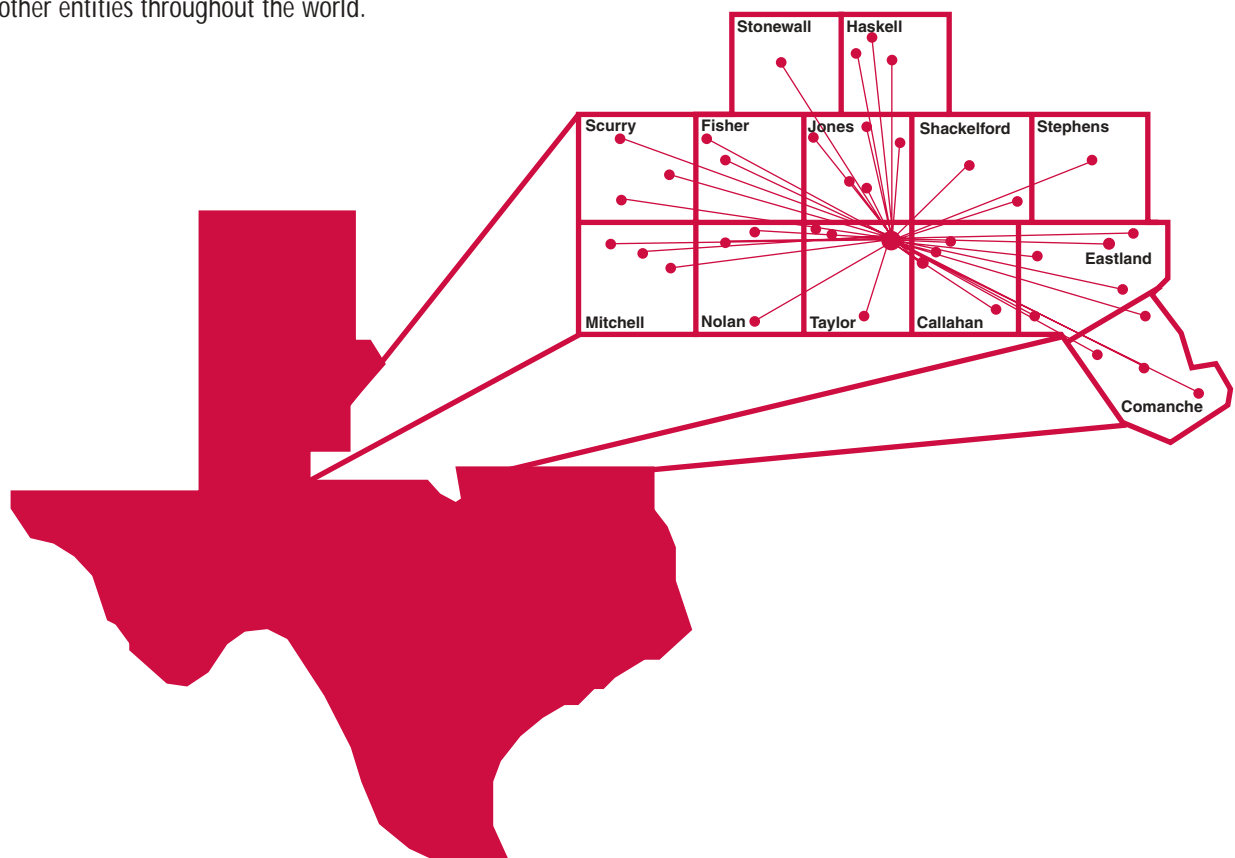 other entities throughout the world.
Stonewall
Haskell
Scurry
Fisher
Jones
Shackelford
Stephens
Eastland
Mitchell
Nolan
Taylor
Callahan
Comanche